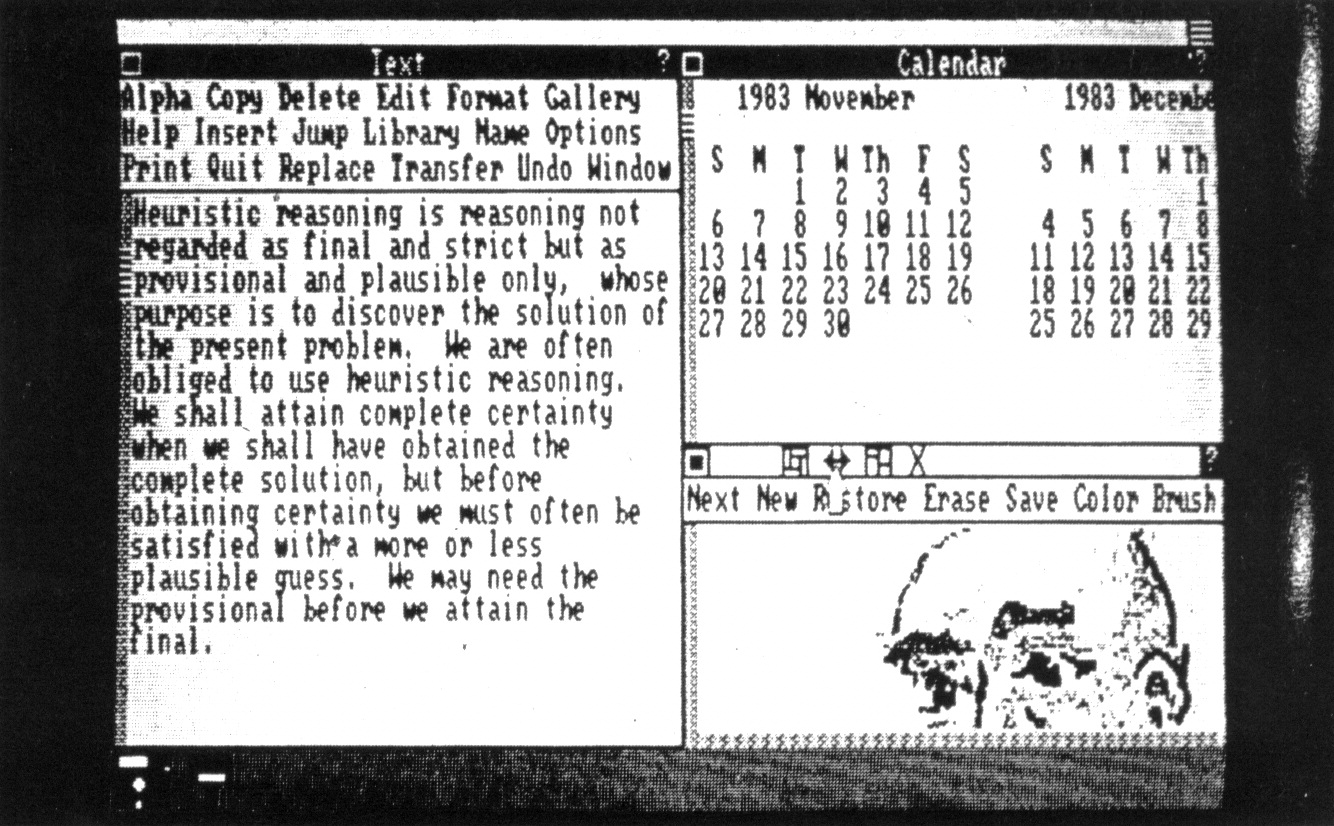 Text ?
Alpha Copy Delete Edit Format Gallery
Help Insert Jump Library Name Options
Print Quit Replace Transfer Undo Window
Heuristic reasoning is reasoning not
regarded as final and strict but as
provisional and plausible only, whose
purpose is to discover the solution of
the present problem. We are often
obliged to use heuristic reasoning.
We shall attain complete certainty
when we shall have obtained the
complete solution, but before
obtaining certainty we must often be
satisfied with a more or less
plausible guess. We may need the
provisional before we attain the
final.
Calendar ?
1983 November 1983 Decembe
S M T W Th F S S M T W Th
1 2 3 4 5 1
6 7 8 9 10 11 12 4 5 6 7 8
13 14 15 16 17 18 19 11 12 13 14 15
20 21 22 23 24 25 26 18 19 20 21 22
27 28 29 30 25 26 27 28 29
?
Next New Restore Erase Save Color Brush